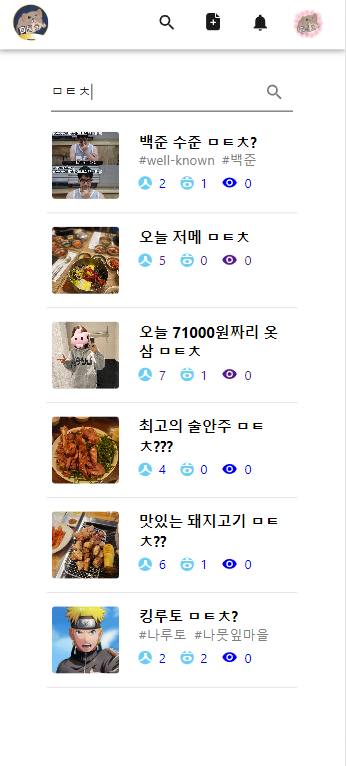 ㅁㅌㅊ
백준 수준 ㅁㅌㅊ?
#well-known #백준
2 1 0
오늘 저메 ㅁㅌㅊ
5 0 0
오늘 71000원짜리 옷
삼 ㅁㅌㅊ
7 1 0
최고의 술안주 ㅁㅌ
ㅊ???
4 0 0
맛있는 돼지고기 ㅁㅌ
ㅊ??
6 1 0
킹루토 ㅁㅌㅊ?
#나루토 #나뭇잎마을
2 2 0